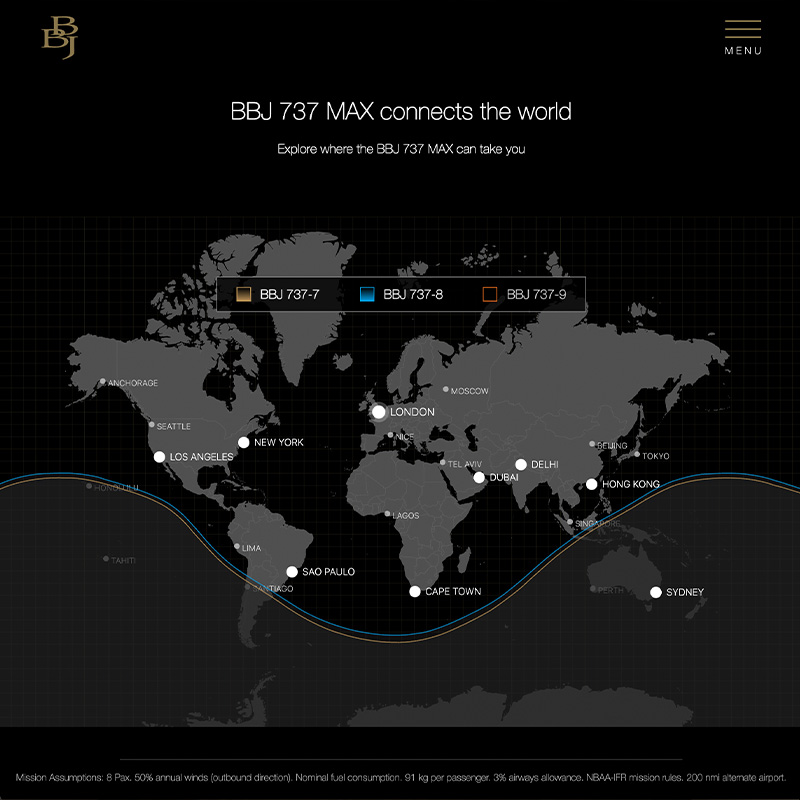 BBJ
MENU
BBJ 737 MAX connects the world
Explore where the BBJ 737 MAX can take you
BBJ 737-7
BBJ 737-8
BBJ 737-9
ANCHORAGE
MOSCOW
LONDON
SEATTLE
NICE
NEW YORK
BEIJING
LOS ANGELES
TOKYO
TEL AVIV
DELHI
DUBAI
HONOLULU
HONG KONG
LAGOS
SINGAPORE
LIMA
TAHITI
SAO PAULO
SANTIAGO
CAPE TOWN
PERTH
SYDNEY
Mission Assumptions: 8 Pax. 50% annual winds (outbound direction). Nominal fuel consumption. 91 kg per passenger. 3% airways allowance. NBAA-IFR mission rules. 200 nmi alternate airport.